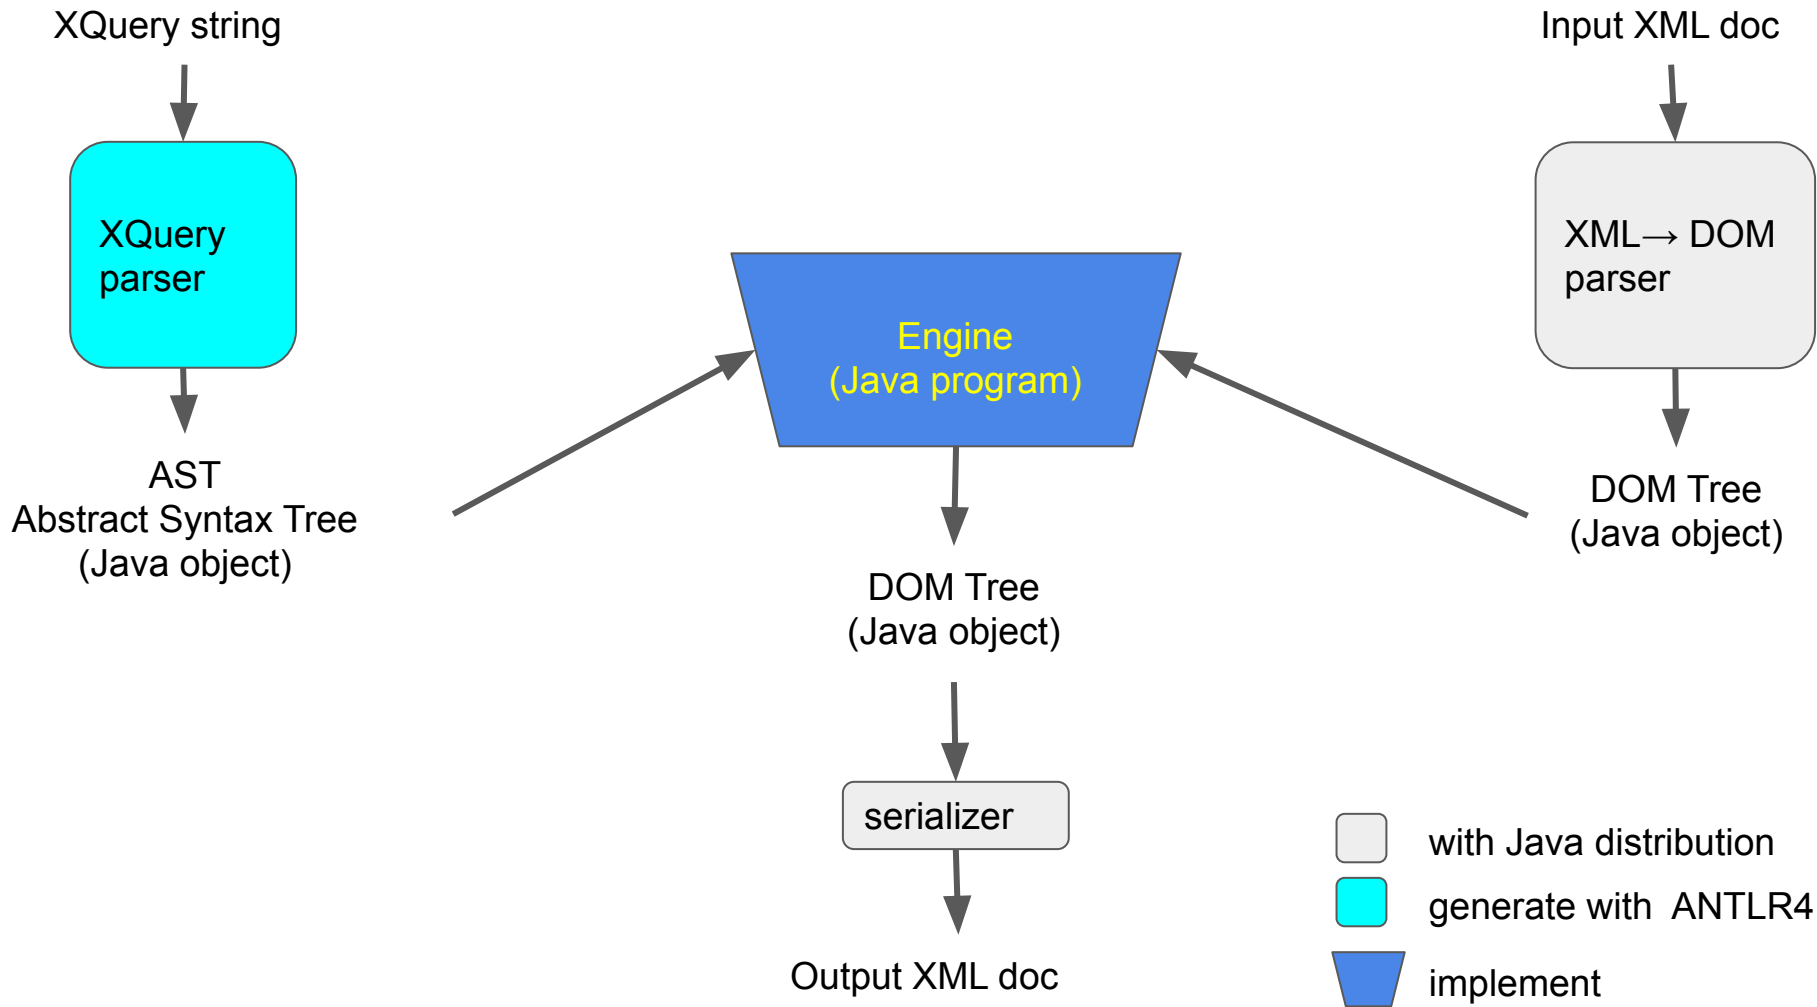 XQuery string
Input XML doc
XQuery
parser
XML→ DOM
parser
Engine
(Java program)
AST
Abstract Syntax Tree
(Java object)
DOM Tree
(Java object)
DOM Tree
(Java object)
serializer
Output XML doc
with Java distribution
generate with  ANTLR4
implement